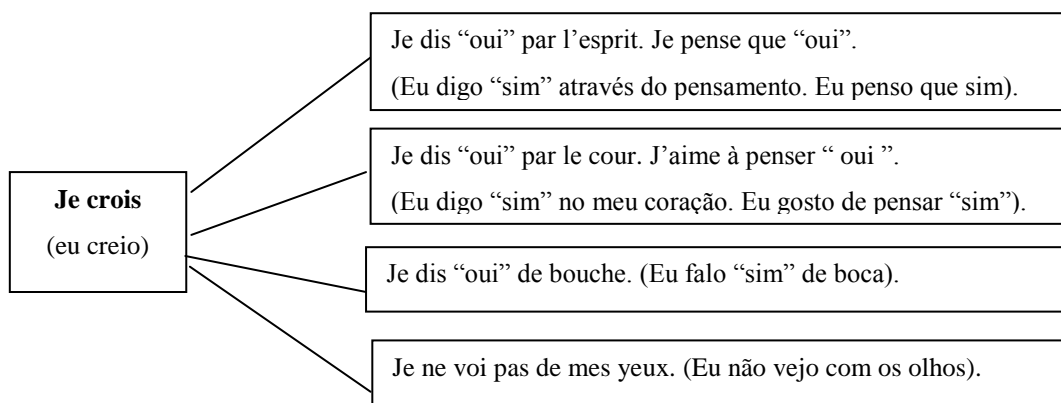 Je dis “oui” par l’esprit. Je pense que “oui”.
(Eu digo “sim” através do pensamento. Eu penso que sim).
Je dis “oui” par le cour. J’aime à penser “ oui ”.
(Eu digo “sim” no meu coração. Eu gosto de pensar “sim”).
Je crois
(eu creio)
Je dis “oui” de bouche. (Eu falo “sim” de boca).
Je ne voi pas de mes yeux. (Eu não vejo com os olhos).